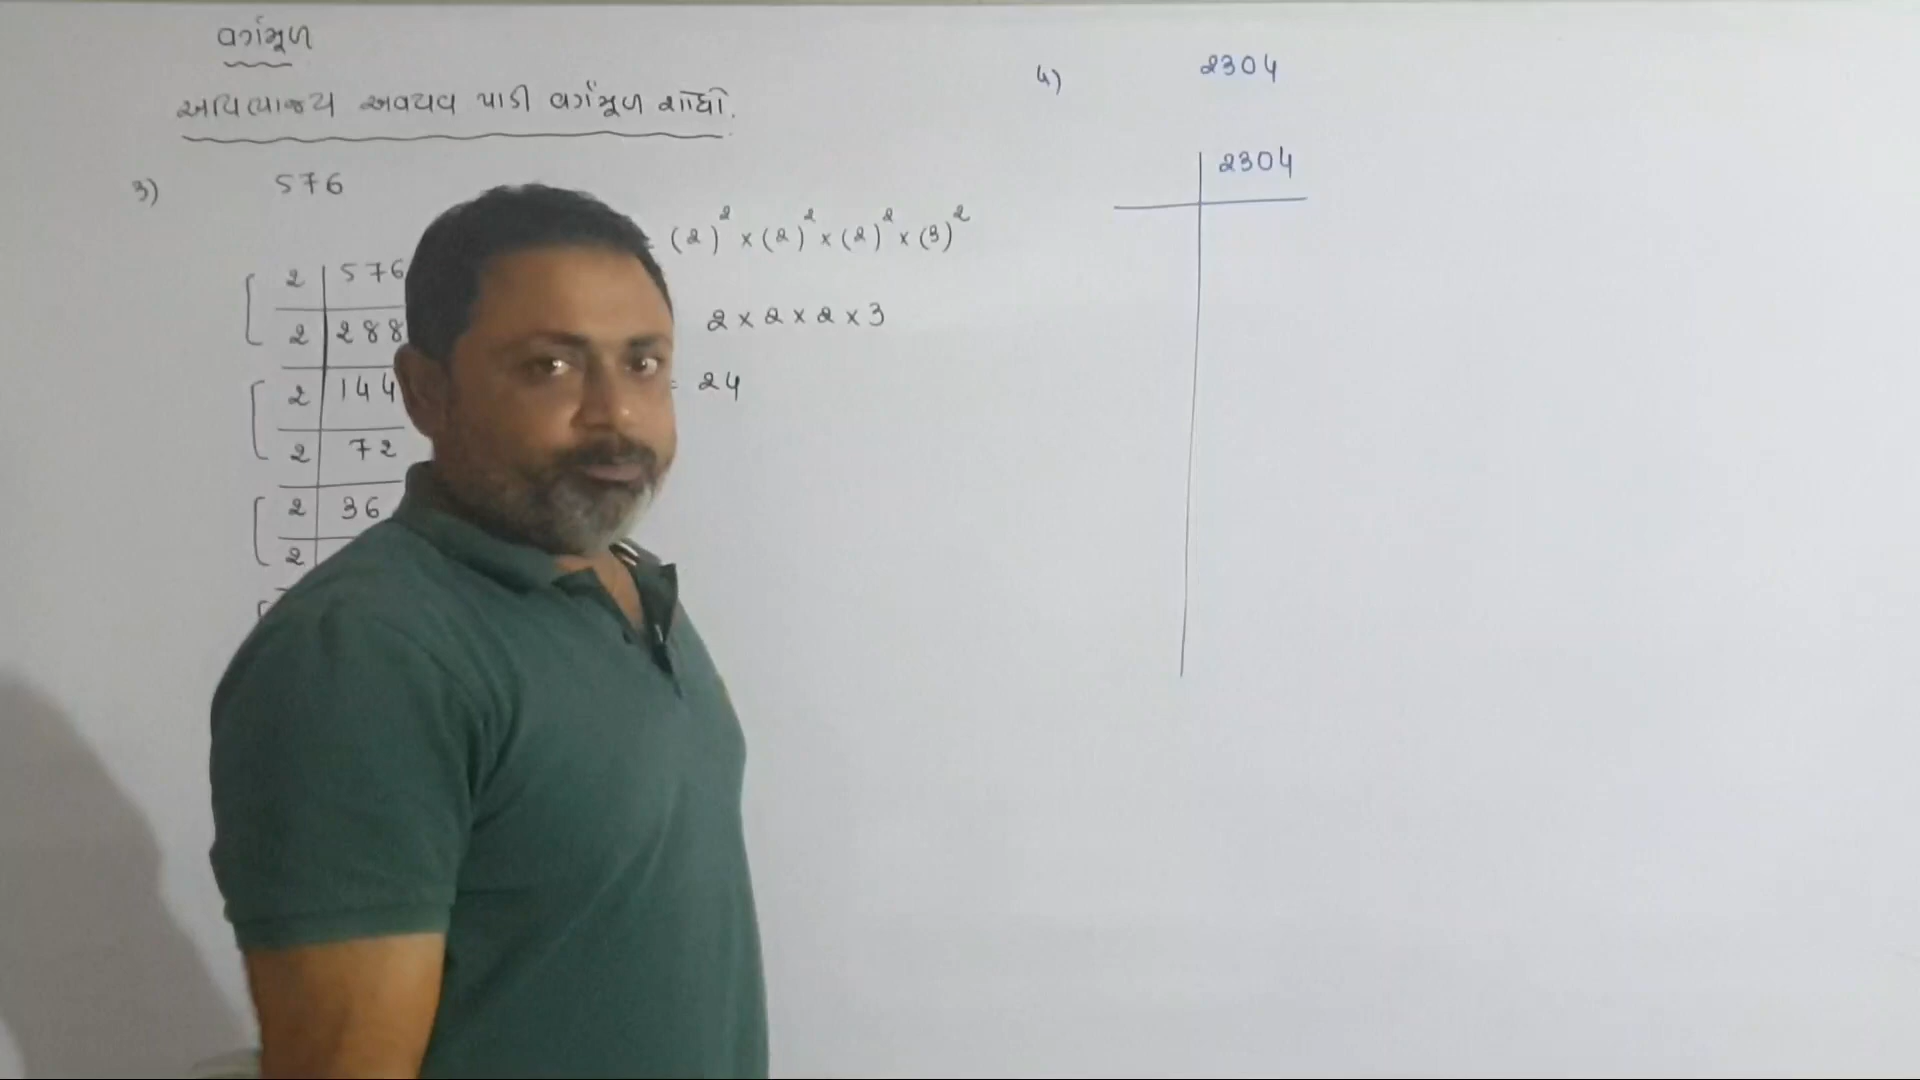 વર્ગમૂળ
અવિભાજ્ય અવયવ પાડી વર્ગમૂળ શોધો.
3) 576
2 | 576
2 | 288
2 | 144
2 | 72
2 | 36
2
= (2)² × (2)² × (2)² × (3)²
2 × 2 × 2 × 3
= 24
4) 2304
2304